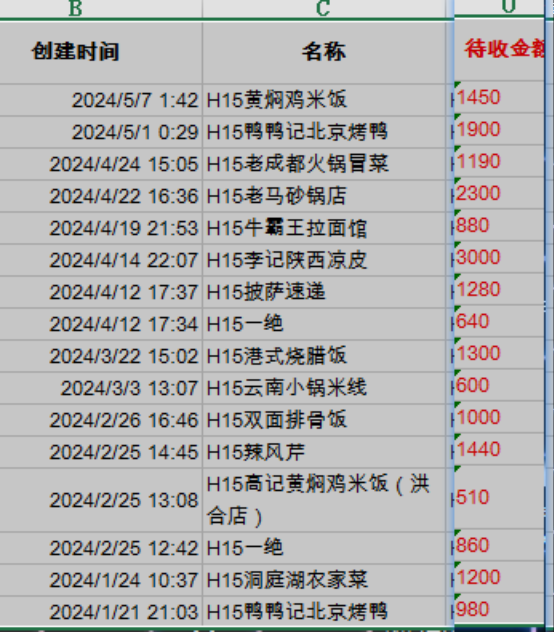 B C U
创建时间 名称 待收金额
2024/5/7 1:42 H15黄焖鸡米饭 1450
2024/5/1 0:29 H15鸭鸭记北京烤鸭 1900
2024/4/24 15:05 H15老成都火锅冒菜 1190
2024/4/22 16:36 H15老马砂锅店 2300
2024/4/19 21:53 H15牛霸王拉面馆 880
2024/4/14 22:07 H15李记陕西凉皮 3000
2024/4/12 17:37 H15披萨速递 1280
2024/4/12 17:34 H15一绝 640
2024/3/22 15:02 H15港式烧腊饭 1300
2024/3/3 13:07 H15云南小锅米线 600
2024/2/26 16:46 H15双面排骨饭 1000
2024/2/25 14:45 H15辣风芹 1440
2024/2/25 13:08 H15高记黄焖鸡米饭（洪 510
合店）
2024/2/25 12:42 H15一绝 860
2024/1/24 10:37 H15洞庭湖农家菜 1200
2024/1/21 21:03 H15鸭鸭记北京烤鸭 980